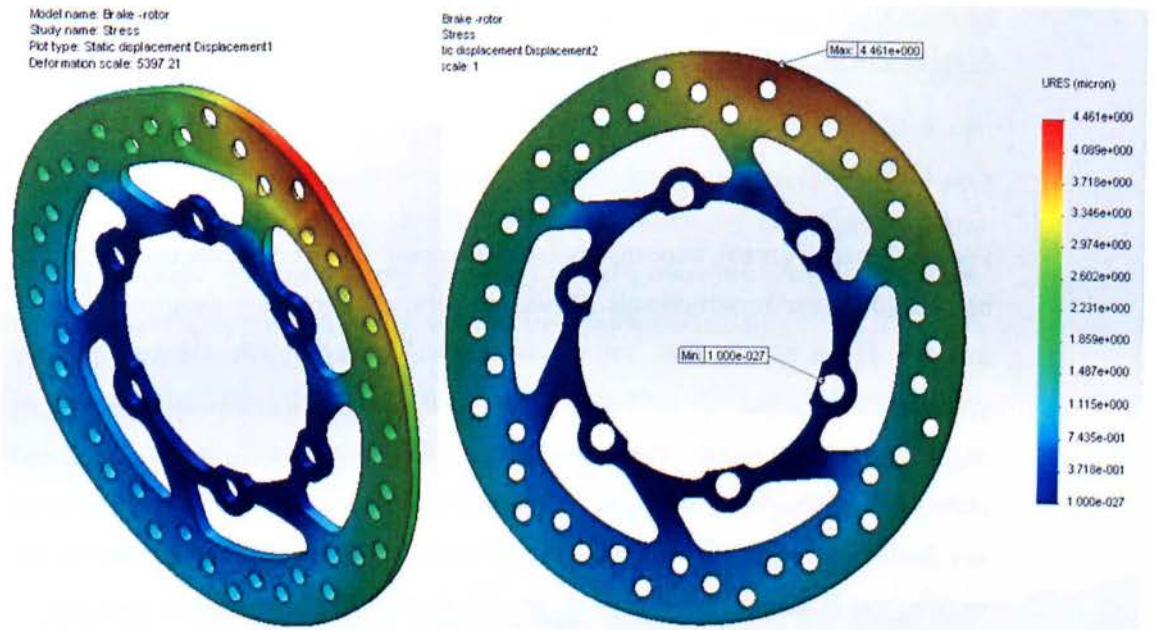 Model name: Brake -rotor
Study name: Stress
Plot type: Static displacement Displacement1
Deformation scale: 5397.21
Brake -rotor
Stress
tic displacement Displacement2
scale: 1
Max: 4.461e+000
Min: 1.000e-027
URES (micron)
4.461e+000
4.089e+000
3.718e+000
3.346e+000
2.974e+000
2.602e+000
2.231e+000
1.859e+000
1.487e+000
1.115e+000
7.435e-001
3.718e-001
1.000e-027